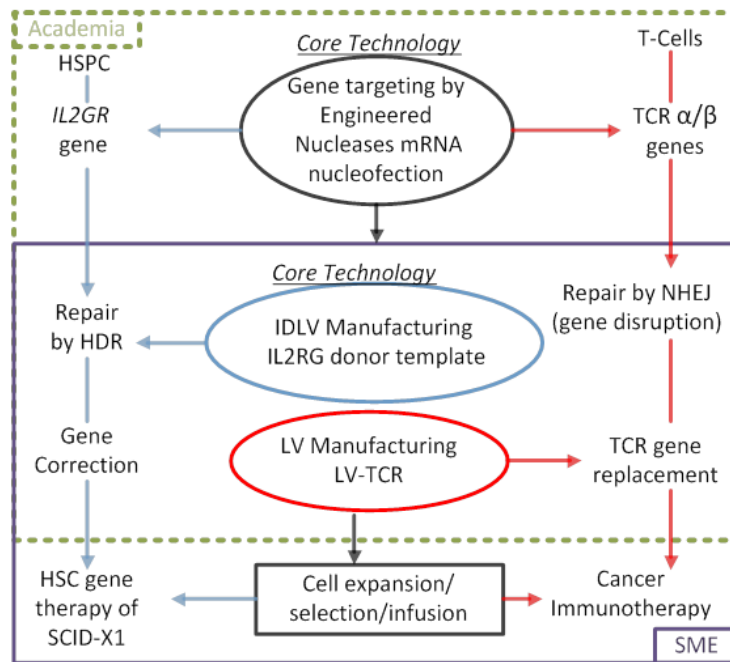 Academia
HSPC
IL2GR
gene
Core Technology
Gene targeting by
Engineered
Nucleases mRNA
nucleofection
T-Cells
TCR α/β
genes
Core Technology
Repair
by HDR
IDLV Manufacturing
IL2RG donor template
Repair by NHEJ
(gene disruption)
Gene
Correction
LV Manufacturing
LV-TCR
TCR gene
replacement
HSC gene
therapy of
SCID-X1
Cell expansion/
selection/infusion
Cancer
Immunotherapy
SME